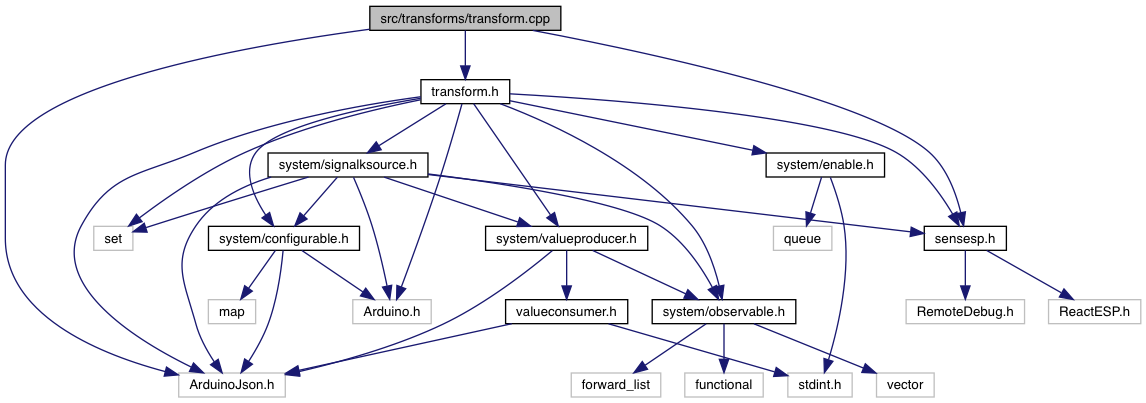 src/transforms/transform.cpp
transform.h
system/signalksource.h
system/enable.h
set
system/configurable.h
system/valueproducer.h
queue
sensesp.h
map
Arduino.h
valueconsumer.h
system/observable.h
RemoteDebug.h
ReactESP.h
ArduinoJson.h
forward_list
functional
stdint.h
vector